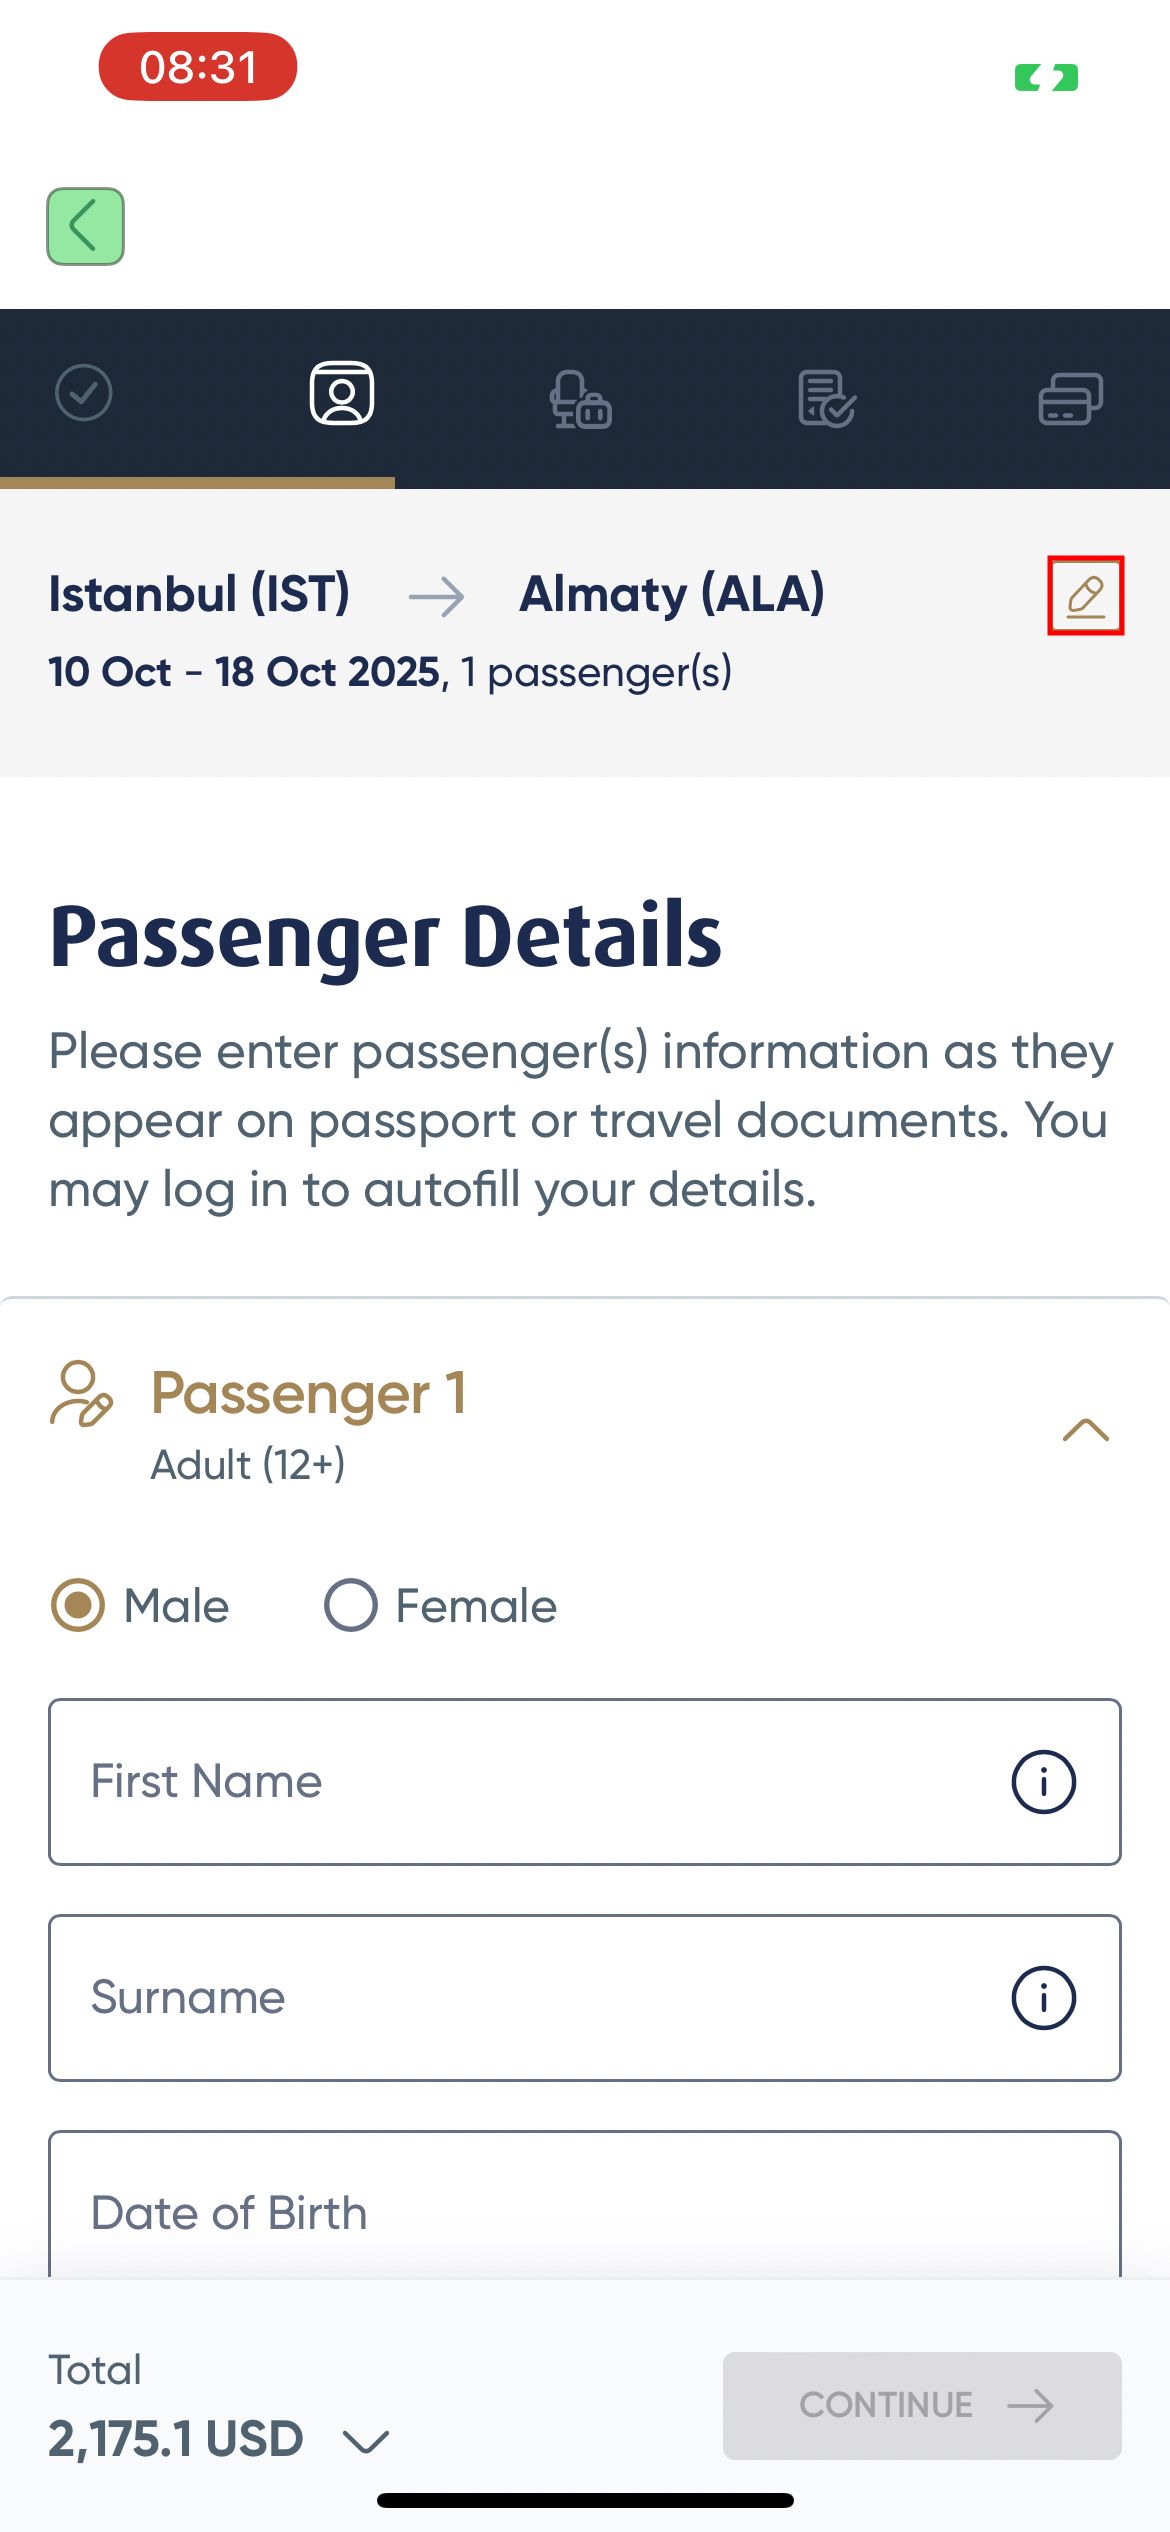 08:31
Istanbul (IST) → Almaty (ALA)
10 Oct - 18 Oct 2025, 1 passenger(s)
Passenger Details
Please enter passenger(s) information as they
appear on passport or travel documents. You
may log in to autofill your details.
Passenger 1
Adult (12+)
Male Female
First Name
Surname
Date of Birth
Total
2,175.1 USD
CONTINUE →